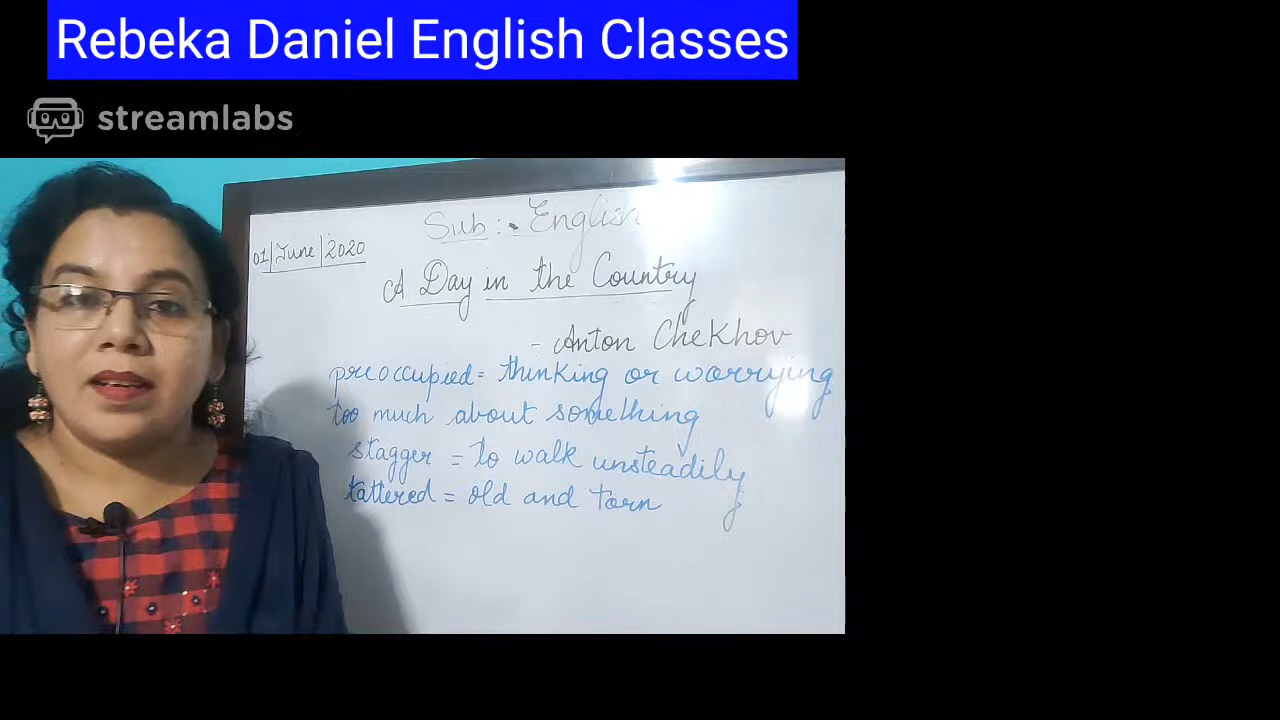 Rebeka Daniel English Classes
streamlabs
Sub :- English
01|June|2020
A Day in the Country
- Anton Chekhov
preoccupied = thinking or worrying
too much about something
stagger = to walk unsteadily
tattered = old and torn